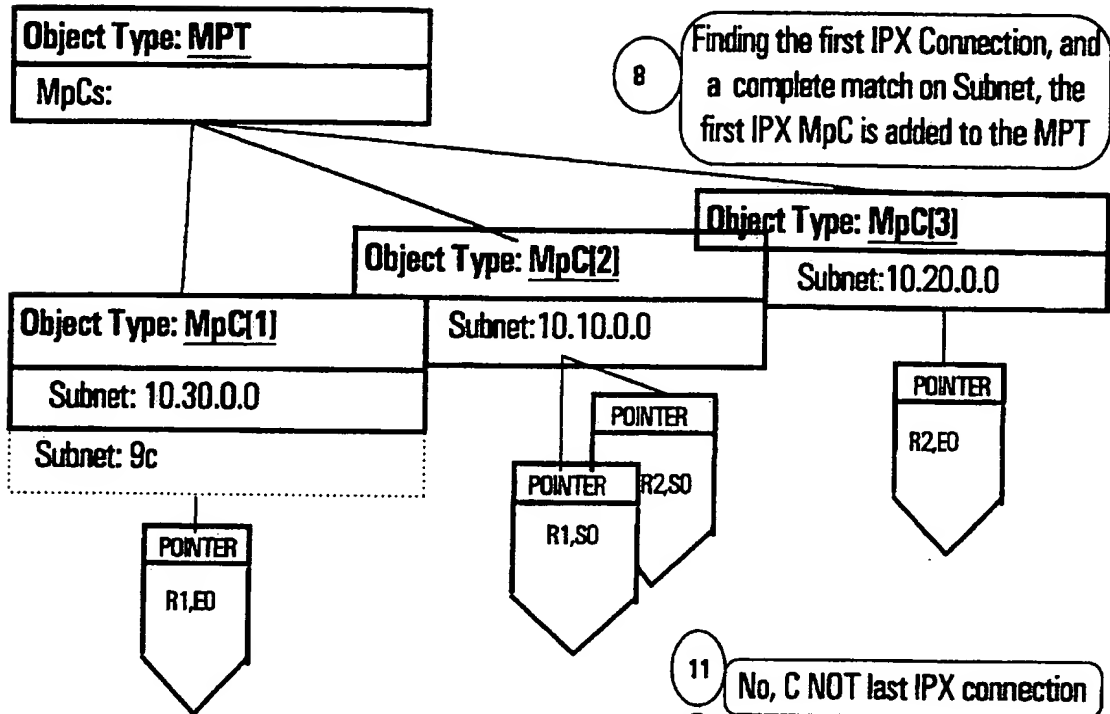 Object Type: MPT
MpCs:
8
Finding the first IPX Connection, and
a complete match on Subnet, the
first IPX MpC is added to the MPT
Object Type: MpC[3]
Subnet:10.20.0.0
Object Type: MpC[2]
Subnet:10.10.0.0
Object Type: MpC[1]
Subnet: 10.30.0.0
Subnet: 9c
POINTER
R1,E0
POINTER
R1,S0
POINTER
R2,S0
POINTER
R2,E0
11
No, C NOT last IPX connection